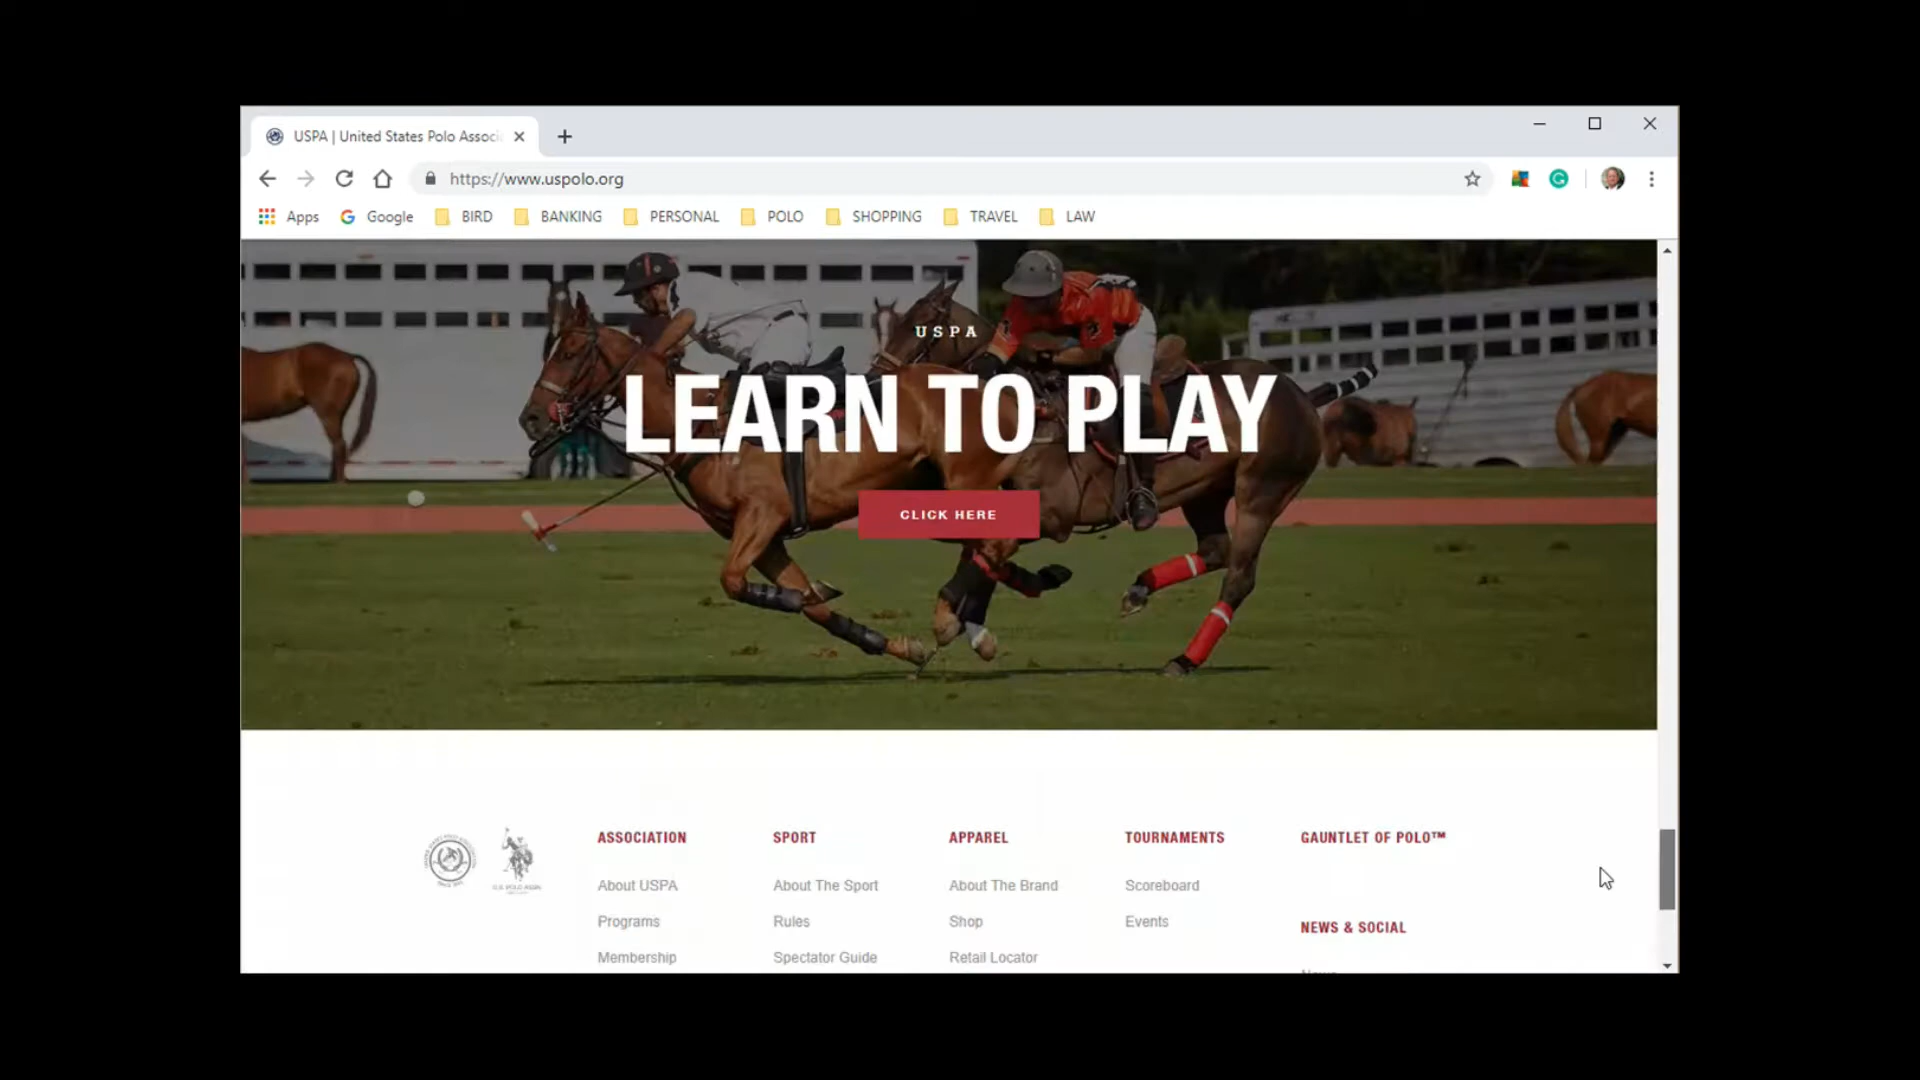 USPA | United States Polo Associ
https://www.uspolo.org
Apps Google BIRD BANKING PERSONAL POLO SHOPPING TRAVEL LAW
USPA
LEARN TO PLAY
CLICK HERE
ASSOCIATION SPORT APPAREL TOURNAMENTS GAUNTLET OF POLO™
About USPA About The Sport About The Brand Scoreboard
Programs Rules Shop Events
NEWS & SOCIAL
Membership Spectator Guide Retail Locator